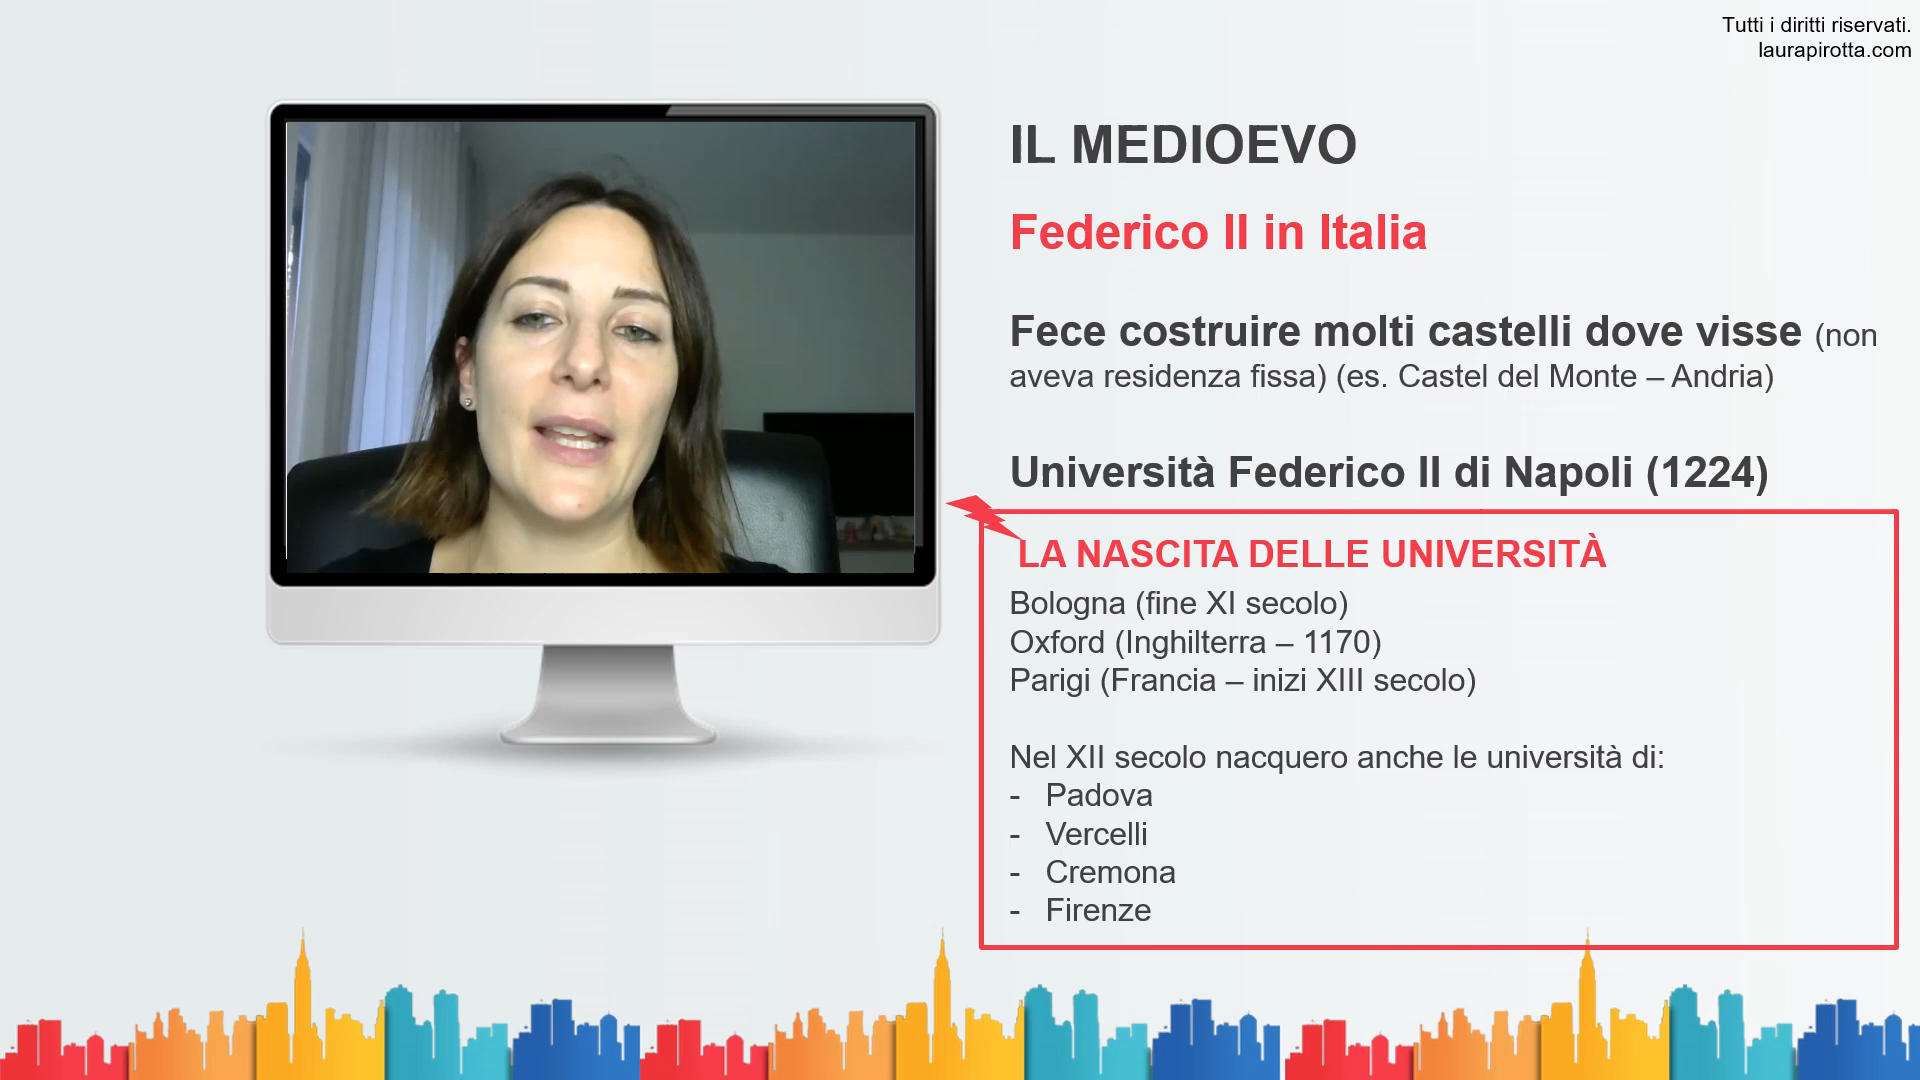 Tutti i diritti riservati.
laurapirotta.com
IL MEDIOEVO
Federico II in Italia
Fece costruire molti castelli dove visse (non
aveva residenza fissa) (es. Castel del Monte – Andria)
Università Federico II di Napoli (1224)
LA NASCITA DELLE UNIVERSITÀ
Bologna (fine XI secolo)
Oxford (Inghilterra – 1170)
Parigi (Francia – inizi XIII secolo)
Nel XII secolo nacquero anche le università di:
- Padova
- Vercelli
- Cremona
- Firenze